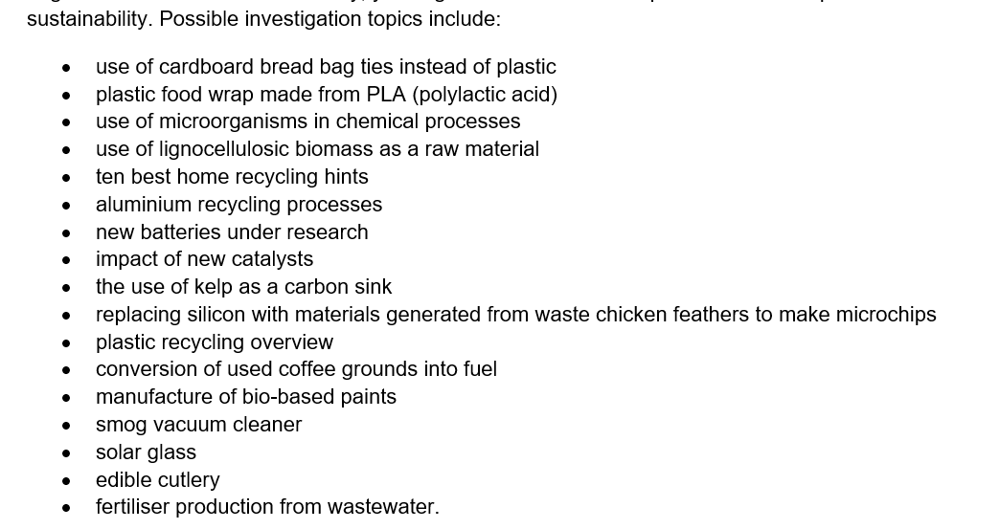 sustainability. Possible investigation topics include:
• use of cardboard bread bag ties instead of plastic
• plastic food wrap made from PLA (polylactic acid)
• use of microorganisms in chemical processes
• use of lignocellulosic biomass as a raw material
• ten best home recycling hints
• aluminium recycling processes
• new batteries under research
• impact of new catalysts
• the use of kelp as a carbon sink
• replacing silicon with materials generated from waste chicken feathers to make microchips
• plastic recycling overview
• conversion of used coffee grounds into fuel
• manufacture of bio-based paints
• smog vacuum cleaner
• solar glass
• edible cutlery
• fertiliser production from wastewater.